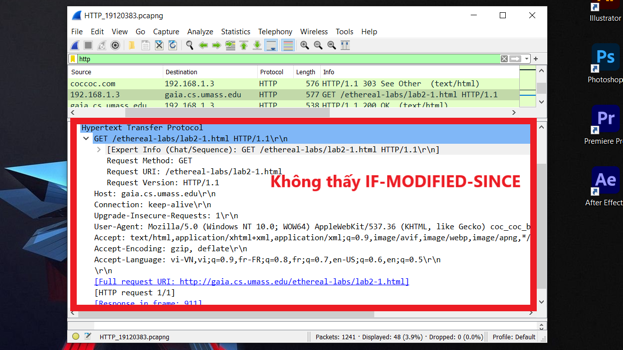 HTTP_19120383.pcapng
File Edit View Go Capture Analyze Statistics Telephony Wireless Tools Help
http
Source Destination Protocol Length Info
coccoc.com 192.168.1.3 HTTP 576 HTTP/1.1 303 See Other (text/html)
192.168.1.3 gaia.cs.umass.edu HTTP 577 GET /ethereal-labs/lab2-1.html HTTP/1.1
gaia.cs.umass.edu 192.168.1.3 HTTP 538 HTTP/1.1 200 OK (text/html)
Hypertext Transfer Protocol
GET /ethereal-labs/lab2-1.html HTTP/1.1\r\n
[Expert Info (Chat/Sequence): GET /ethereal-labs/lab2-1.html HTTP/1.1\r\n]
Request Method: GET
Request URI: /ethereal-labs/lab2-1.html
Request Version: HTTP/1.1
Không thấy IF-MODIFIED-SINCE
Host: gaia.cs.umass.edu\r\n
Connection: keep-alive\r\n
Upgrade-Insecure-Requests: 1\r\n
User-Agent: Mozilla/5.0 (Windows NT 10.0; WOW64) AppleWebKit/537.36 (KHTML, like Gecko) coc_coc_b
Accept: text/html,application/xhtml+xml,application/xml;q=0.9,image/avif,image/webp,image/apng,*/
Accept-Encoding: gzip, deflate\r\n
Accept-Language: vi-VN,vi;q=0.9,fr-FR;q=0.8,fr;q=0.7,en-US;q=0.6,en;q=0.5\r\n
\r\n
[Full request URI: http://gaia.cs.umass.edu/ethereal-labs/lab2-1.html]
[HTTP request 1/1]
[Response in frame: 911]
HTTP_19120383.pcapng Packets: 1241 · Displayed: 48 (3.9%) · Dropped: 0 (0.0%) Profile: Default
Illustrator
Ps
Photoshop
Pr
Premiere Pro
Ae
After Effect